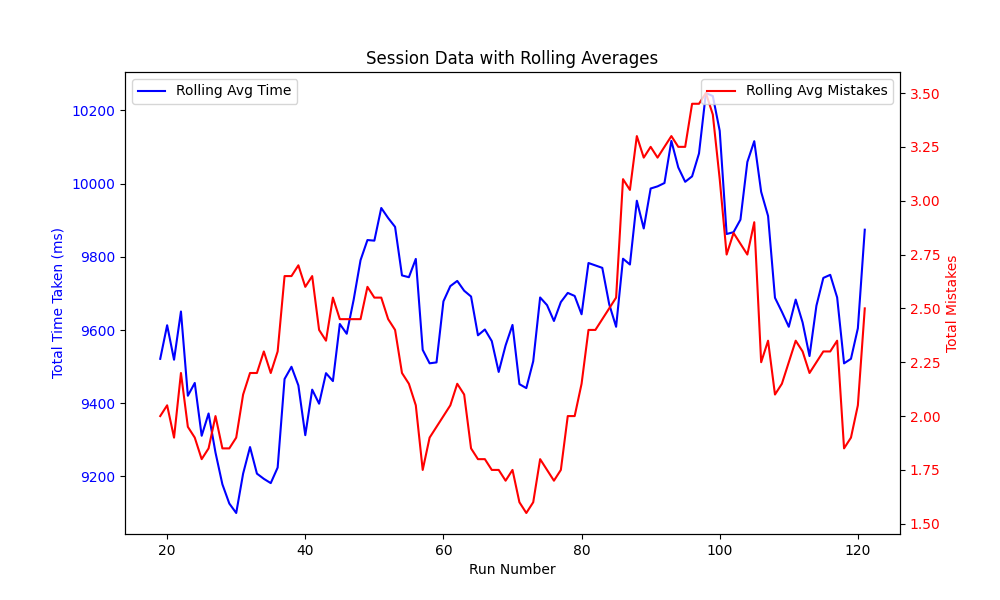 Session Data with Rolling Averages
Rolling Avg Time
Rolling Avg Mistakes
Total Time Taken (ms)
10200
10000
9800
9600
9400
9200
3.50
3.25
3.00
2.75
2.50
2.25
2.00
1.75
1.50
Total Mistakes
20 40 60 80 100 120
Run Number